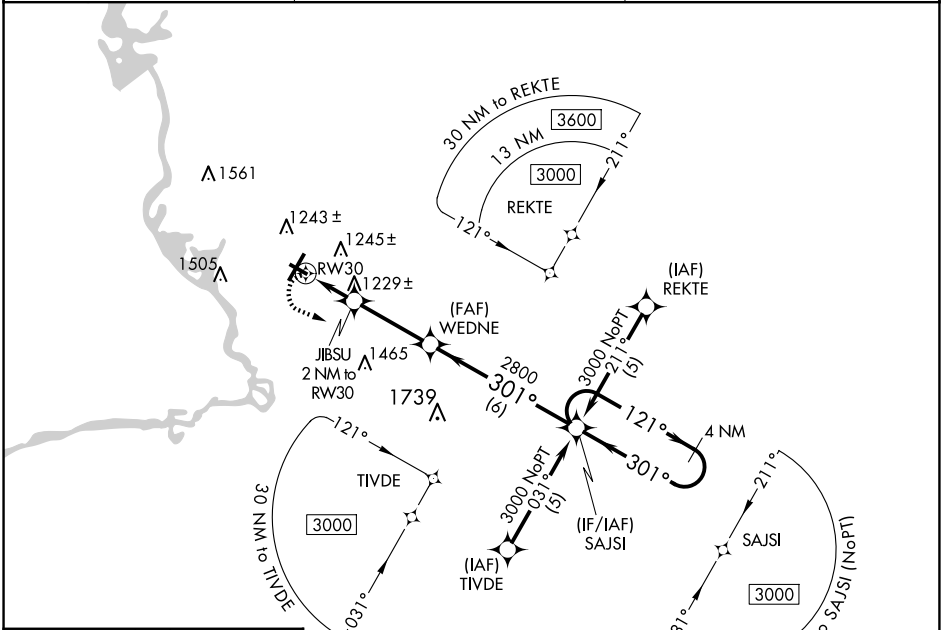 30 NM to REKTE
3600
13 NM
3000
REKTE
211°
121°
1561
1243 ±
1245 ±
1505
RW30
1229 ±
(IAF)
REKTE
(FAF)
WEDNE
3000 NoPT
211°
(5)
JIBSU
2 NM to
RW30
1465
2800
301°
(6)
1739
121°
4 NM
301°
121°
TIVDE
30 NM to TIVDE
3000
031°
3000 NoPT
031°
(5)
(IF/IAF)
SAJSI
(IAF)
TIVDE
211°
SAJSI
3000
31°
o SAJSI (NoPT)